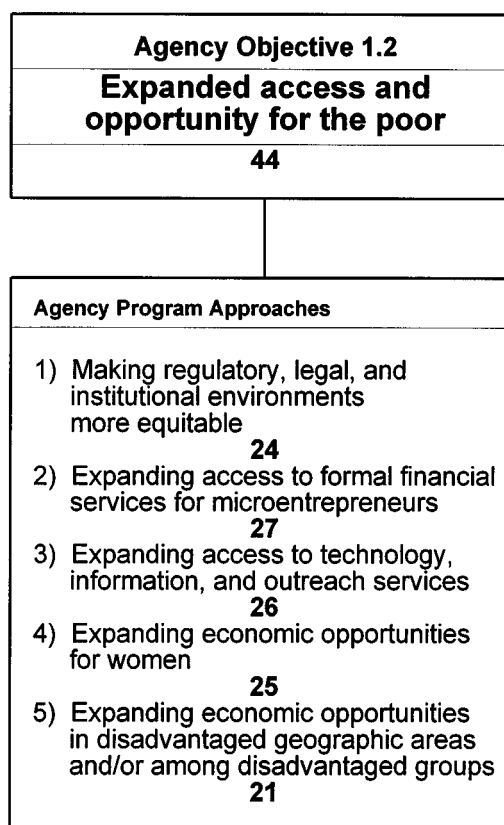 Agency Objective 1.2
Expanded access and
opportunity for the poor
44
Agency Program Approaches
1) Making regulatory, legal, and
institutional environments
more equitable
24
2) Expanding access to formal financial
services for microentrepreneurs
27
3) Expanding access to technology,
information, and outreach services
26
4) Expanding economic opportunities
for women
25
5) Expanding economic opportunities
in disadvantaged geographic areas
and/or among disadvantaged groups
21